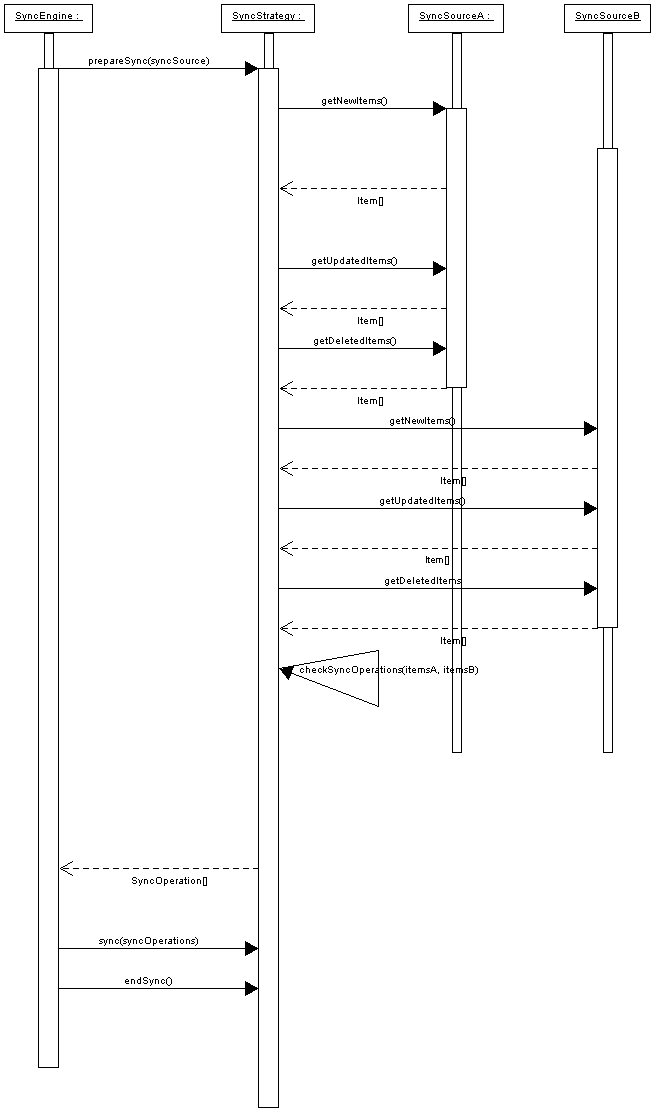 SyncEngine : SyncStrategy : SyncSourceA : SyncSourceB
prepareSync(syncSource)
getNewItems()
Item[]
getUpdatedItems()
Item[]
getDeletedItems()
Item[]
getNewItems()
Item[]
getUpdatedItems()
Item[]
getDeletedItems
Item[]
checkSyncOperations(itemsA, itemsB)
SyncOperation[]
sync(syncOperations)
endSync()